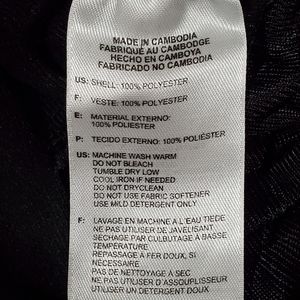 MADE IN CAMBODIA
FABRIQUÉ AU CAMBODGE
HECHO EN CAMBOYA
FABRICADO NO CAMBODIA
US: SHELL: 100% POLYESTER
F: VESTE: 100% POLYESTER
E: MATERIAL EXTERNO:
100% POLIESTER
P: TECIDO EXTERNO: 100% POLIÉSTER
US: MACHINE WASH WARM
DO NOT BLEACH
TUMBLE DRY LOW
COOL IRON IF NEEDED
DO NOT DRYCLEAN
DO NOT USE FABRIC SOFTENER
USE MILD DETERGENT ONLY
F: LAVAGE EN MACHINE A L'EAU TIEDE
NE PAS UTILISER DE JAVELISANT
SECHAGE PAR CULBUTAGE A BASSE
TEMPÉRATURE
REPASSAGE A FER DOUX, SI
NÉCESSAIRE
PAS DE NETTOYAGE À SEC
NE PAS UTILISER D'ASSOUPLISSEUR
UTILISER UN DETERGENT DOUX